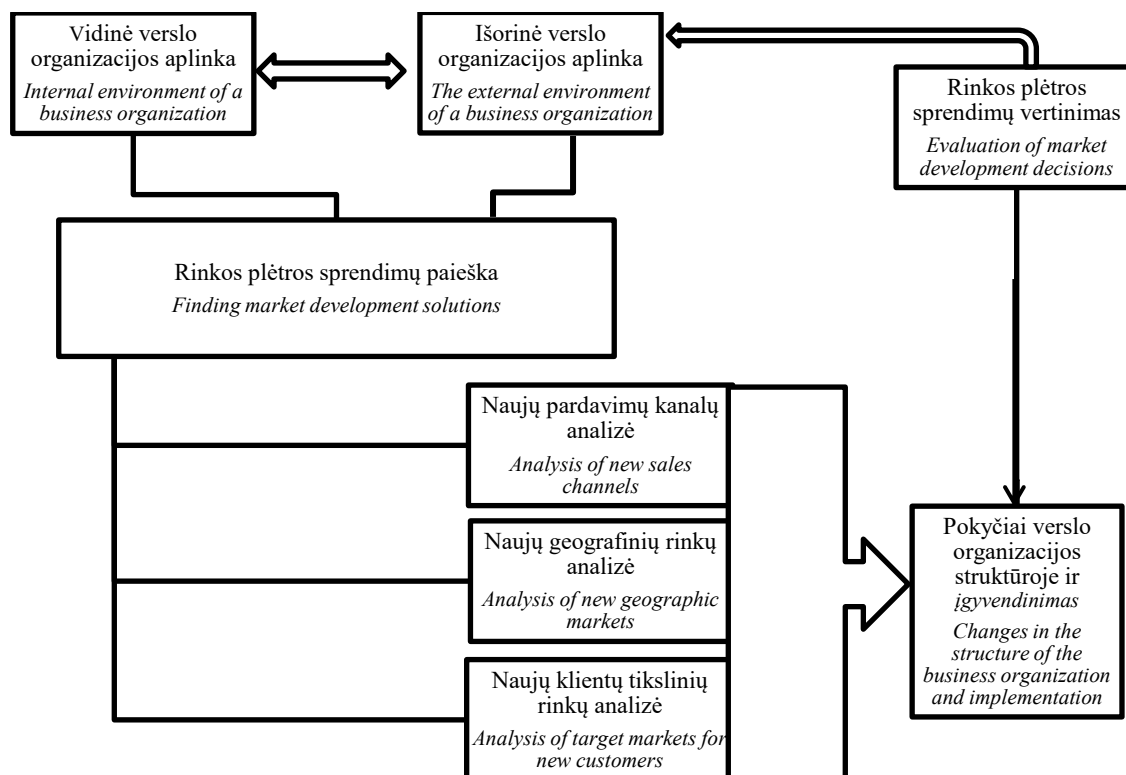 Vidinė verslo
organizacijos aplinka
Internal environment of a
business organization
Išorinė verslo
organizacijos aplinka
The external environment
of a business organization
Rinkos plėtros
sprendimų vertinimas
Evaluation of market
development decisions
Rinkos plėtros sprendimų paieška
Finding market development solutions
Naujų pardavimų kanalų
analizė
Analysis of new sales
channels
Naujų geografinių rinkų
analizė
Analysis of new geographic
markets
Naujų klientų tikslinių
rinkų analizė
Analysis of target markets for
new customers
Pokyčiai verslo
organizacijos
struktūroje ir
įgyvendinimas
Changes in the
structure of the
business organization
and implementation